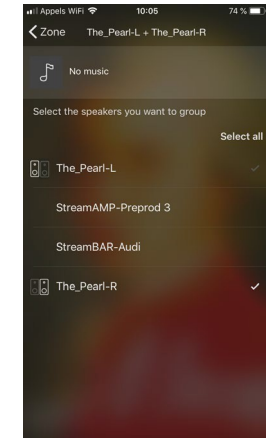 Appels WiFi 10:05 74 %
Zone The_Pearl-L + The_Pearl-R
No music
Select the speakers you want to group
Select all
The_Pearl-L
StreamAMP-Preprod 3
StreamBAR-Audi
The_Pearl-R